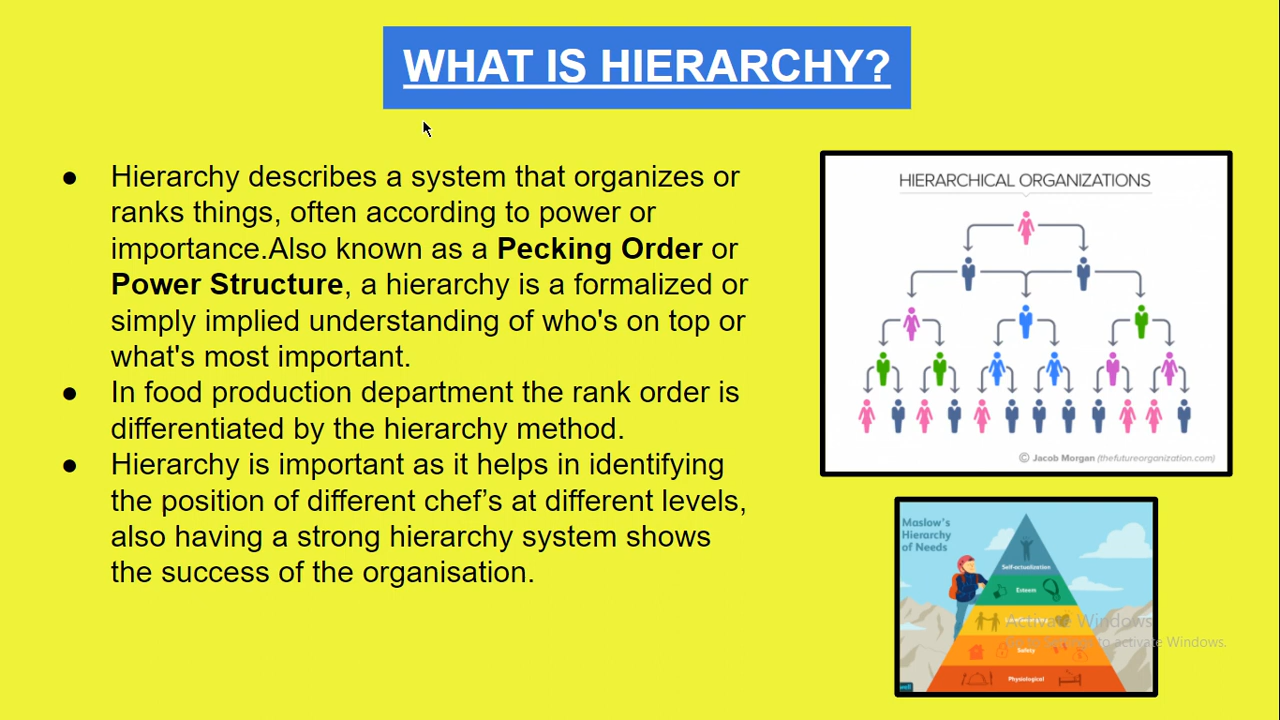 WHAT IS HIERARCHY?
● Hierarchy describes a system that organizes or
ranks things, often according to power or
importance.Also known as a Pecking Order or
Power Structure, a hierarchy is a formalized or
simply implied understanding of who's on top or
what's most important.
● In food production department the rank order is
differentiated by the hierarchy method.
● Hierarchy is important as it helps in identifying
the position of different chef’s at different levels,
also having a strong hierarchy system shows
the success of the organisation.
HIERARCHICAL ORGANIZATIONS
© Jacob Morgan (thefutureorganization.com)
Maslow's
Hierarchy
of Needs
Self-actualization
Esteem
Safety
Physiological
Activate Windows
to activate Windows.